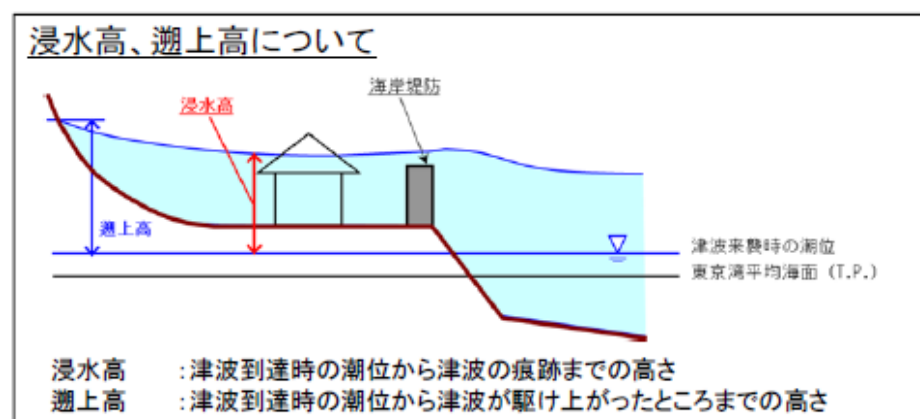 浸水高、遡上高について
海岸堤防
浸水高
遡上高
津波来襲時の潮位
東京湾平均海面（T.P.）
浸水高　　：津波到達時の潮位から津波の痕跡までの高さ
遡上高　　：津波到達時の潮位から津波が駆け上がったところまでの高さ